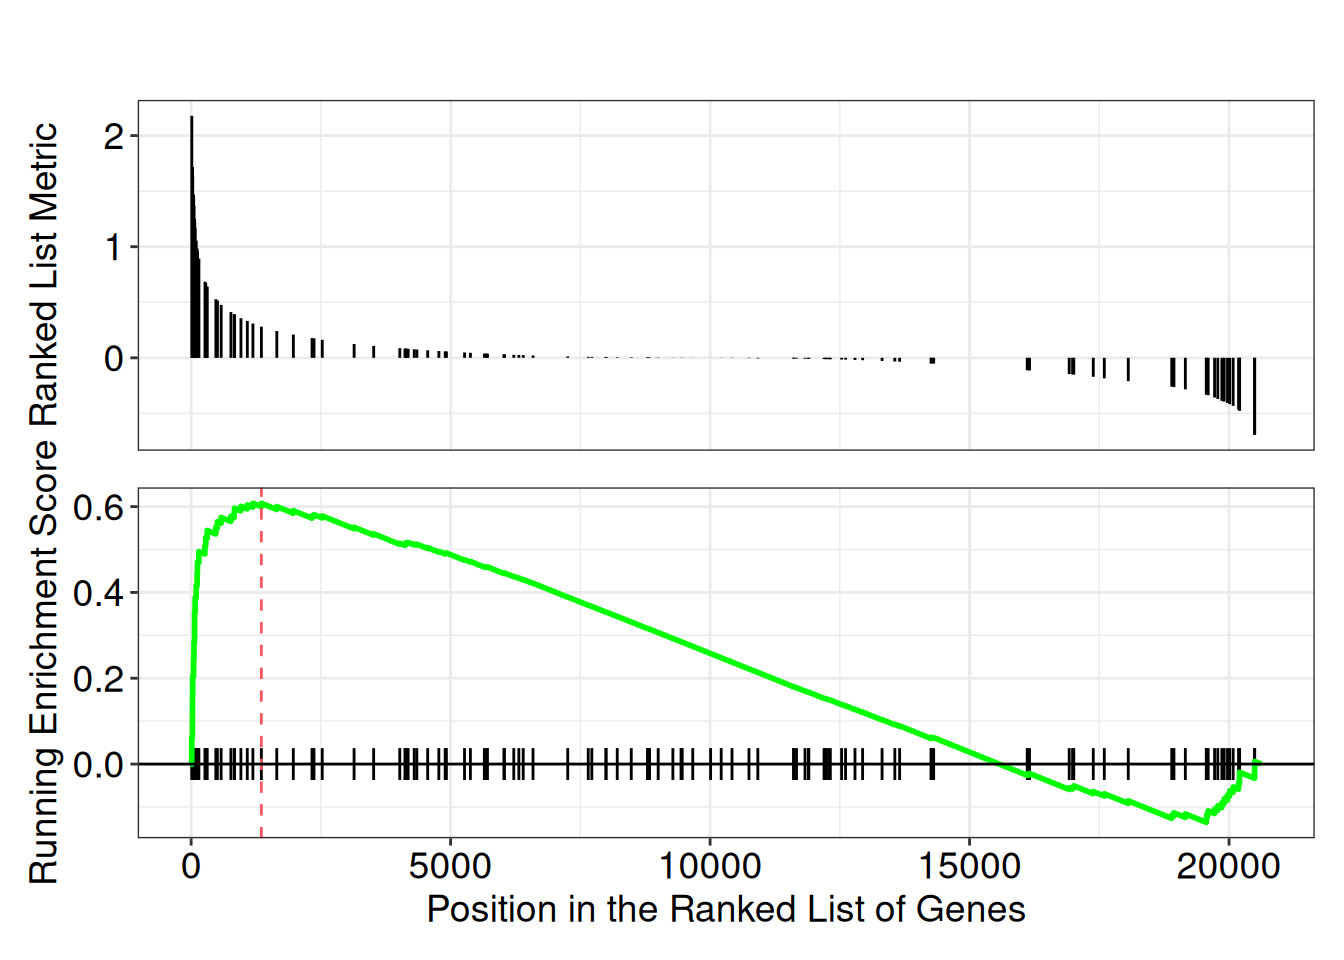 Ranked List Metric
2
1
0
Running Enrichment Score
0.6
0.4
0.2
0.0
0 5000 10000 15000 20000
Position in the Ranked List of Genes